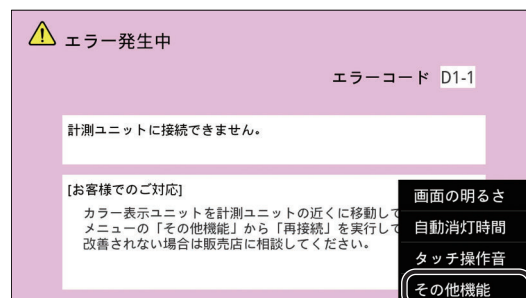 エラー発生中
エラーコード D1-1
計測ユニットに接続できません。
[お客様でのご対応]
カラー表示ユニットを計測ユニットの近くに移動して
メニューの「その他機能」から「再接続」を実行して
改善されない場合は販売店に相談してください。
画面の明るさ
自動消灯時間
タッチ操作音
その他機能